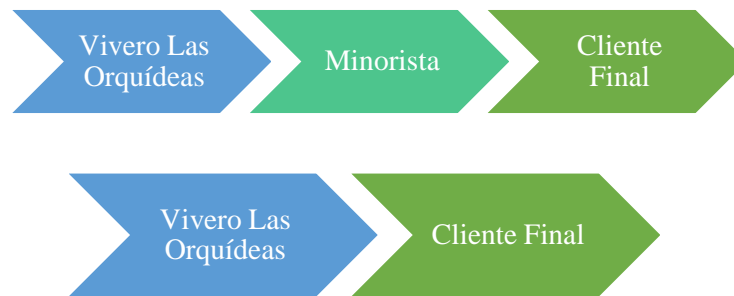 Vivero Las
Orquídeas
Minorista
Cliente
Final
Vivero Las
Orquídeas
Cliente Final